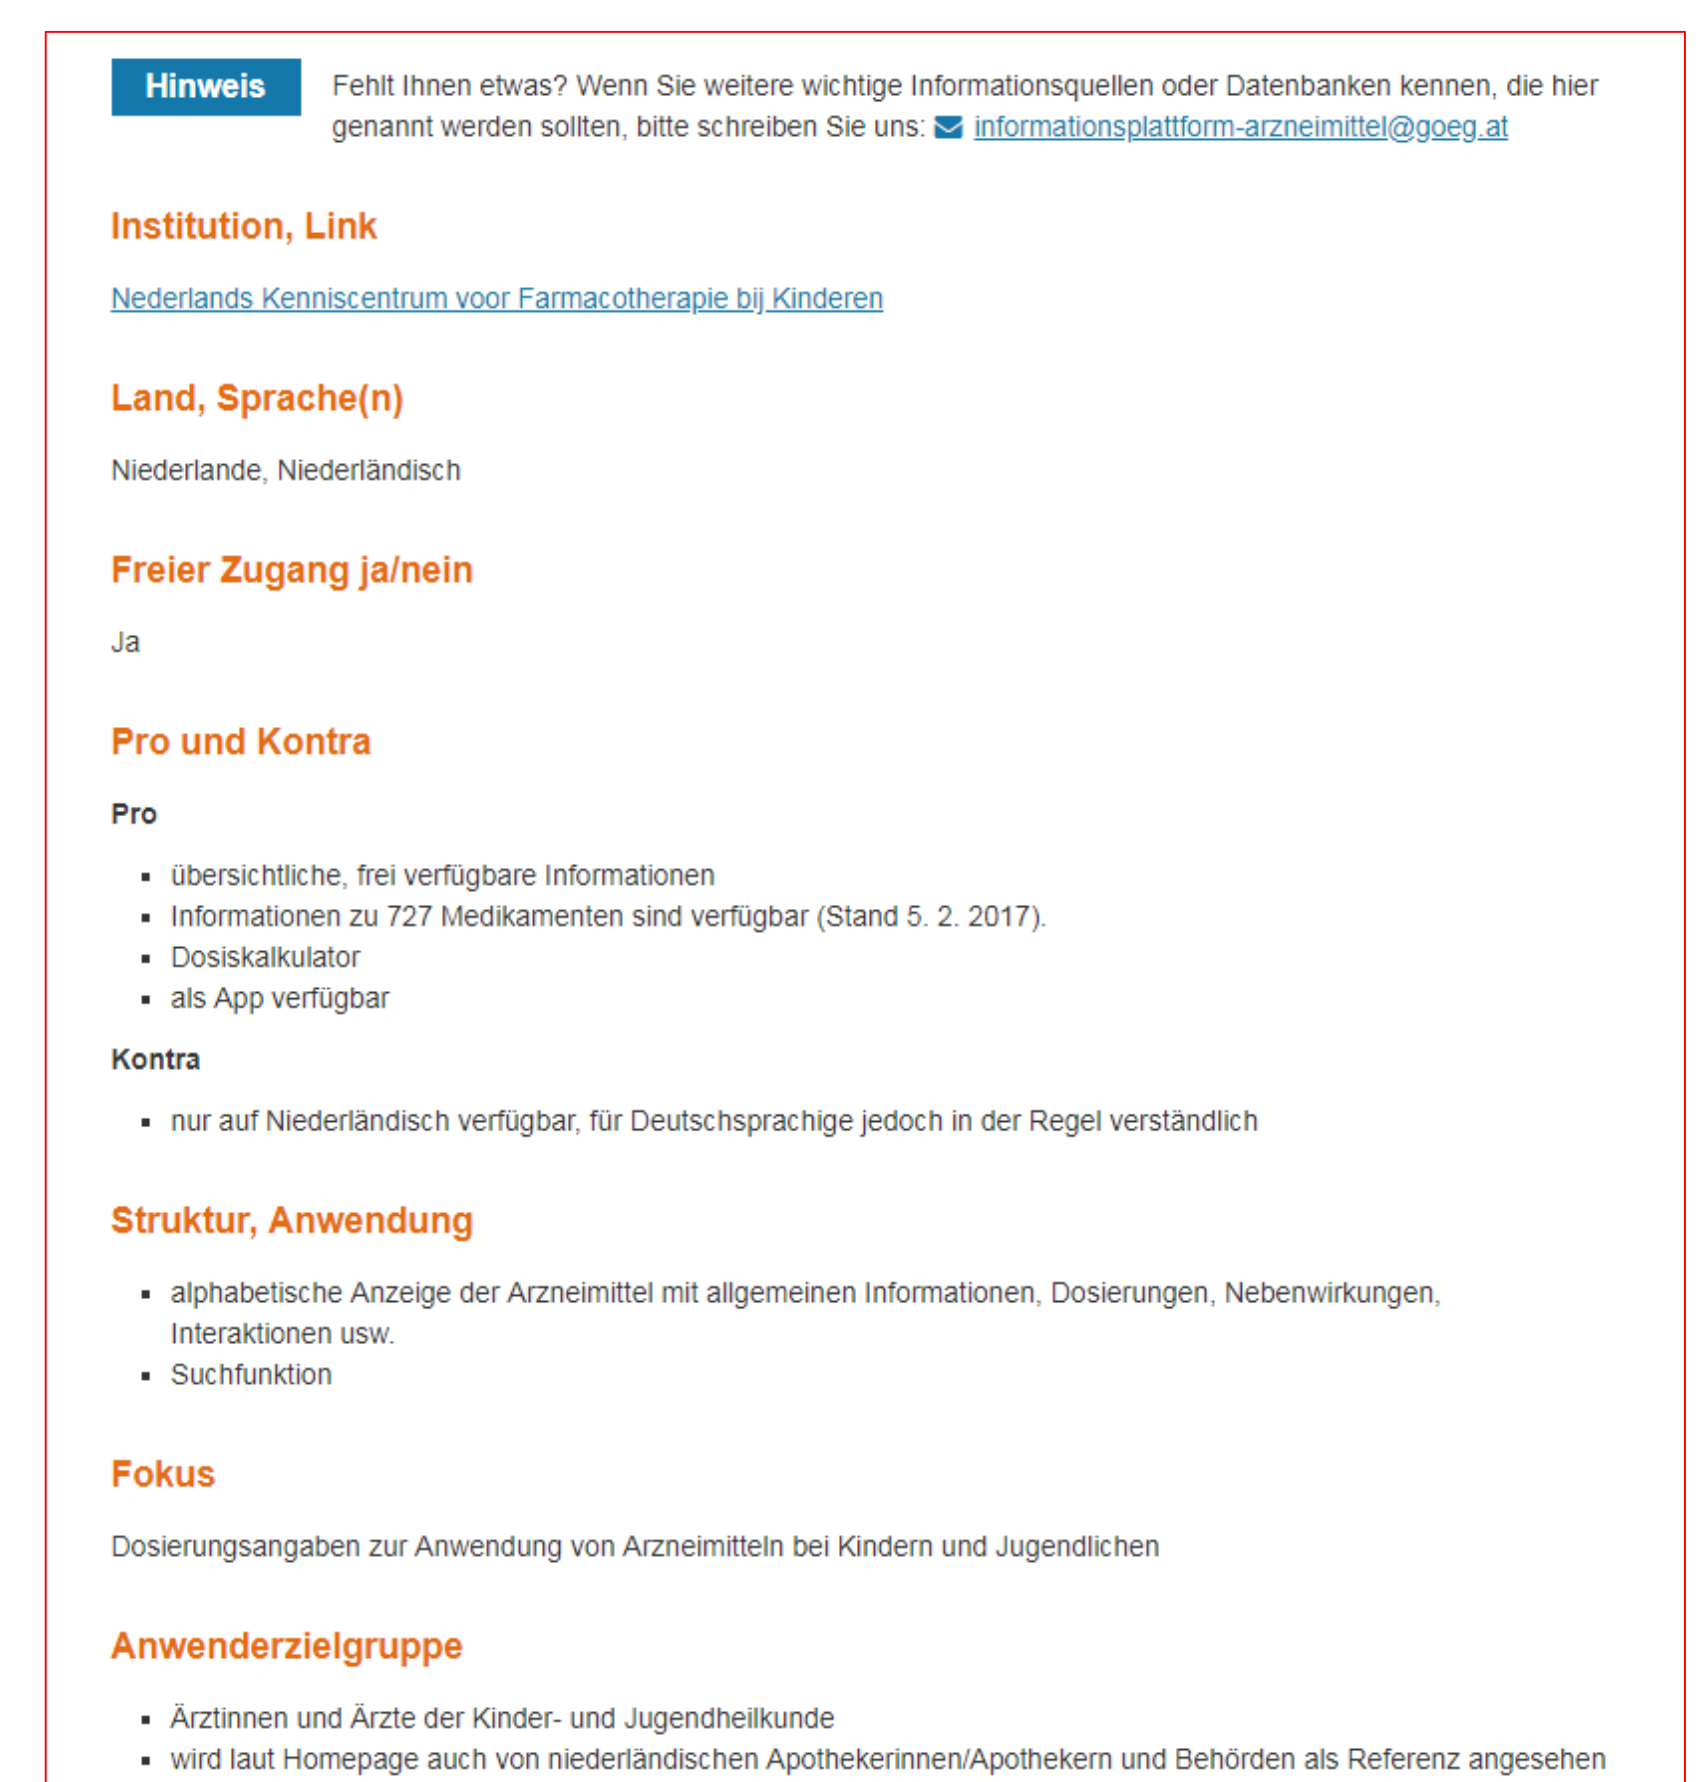 Hinweis
Fehlt Ihnen etwas? Wenn Sie weitere wichtige Informationsquellen oder Datenbanken kennen, die hier
genannt werden sollten, bitte schreiben Sie uns: informationsplattform-arzneimittel@goeg.at
Institution, Link
Nederlands Kenniscentrum voor Farmacotherapie bij Kinderen
Land, Sprache(n)
Niederlande, Niederländisch
Freier Zugang ja/nein
Ja
Pro und Kontra
Pro
▪ übersichtliche, frei verfügbare Informationen
▪ Informationen zu 727 Medikamenten sind verfügbar (Stand 5. 2. 2017).
▪ Dosiskalkulator
▪ als App verfügbar
Kontra
▪ nur auf Niederländisch verfügbar, für Deutschsprachige jedoch in der Regel verständlich
Struktur, Anwendung
▪ alphabetische Anzeige der Arzneimittel mit allgemeinen Informationen, Dosierungen, Nebenwirkungen,
Interaktionen usw.
▪ Suchfunktion
Fokus
Dosierungsangaben zur Anwendung von Arzneimitteln bei Kindern und Jugendlichen
Anwenderzielgruppe
▪ Ärztinnen und Ärzte der Kinder- und Jugendheilkunde
▪ wird laut Homepage auch von niederländischen Apothekerinnen/Apothekern und Behörden als Referenz angesehen